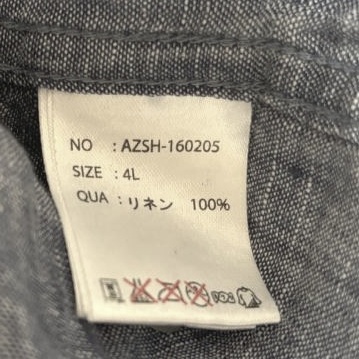 NO : AZSH-160205
SIZE : 4L
QUA : リネン 100%